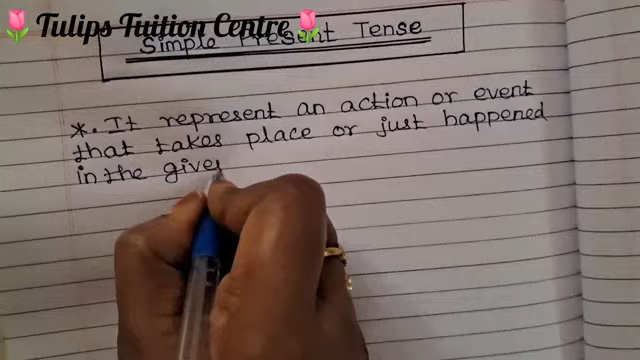 🌷Tulips Tuition Centre🌷
Simple Present Tense
*. It represent an action or event
that takes place or just happened
in the give